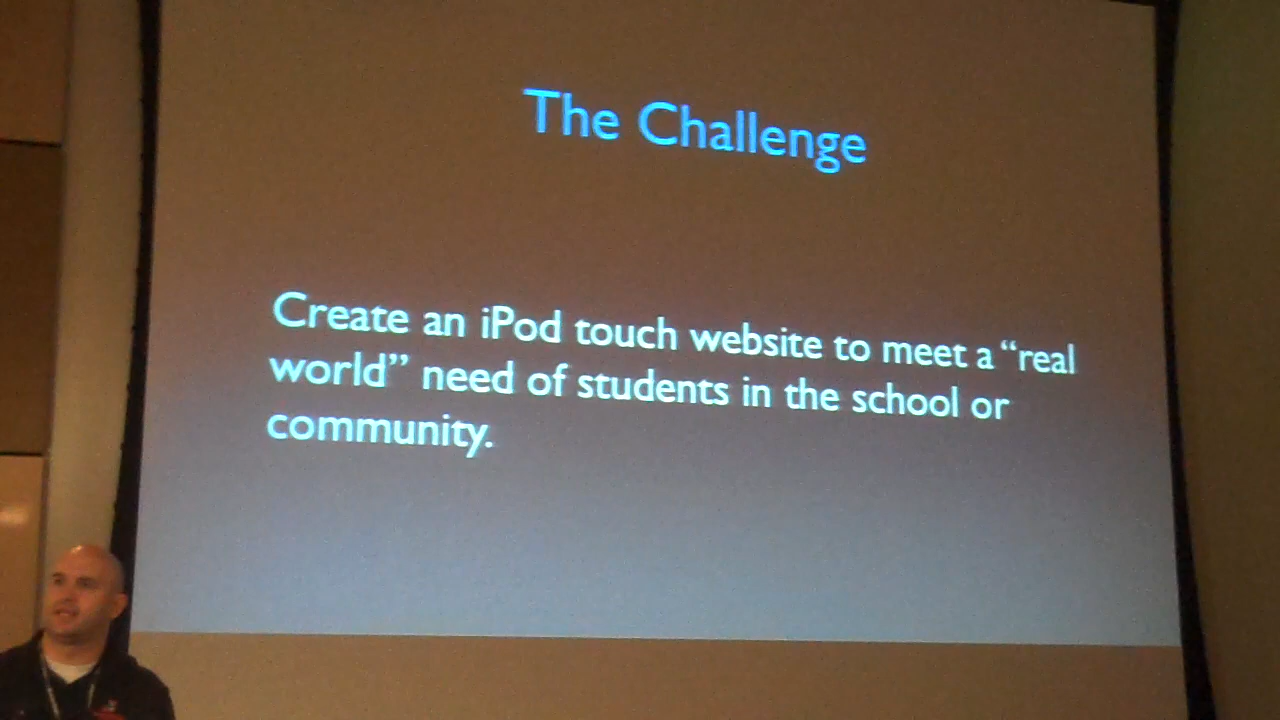 The Challenge
Create an iPod touch website to meet a “real
world” need of students in the school or
community.